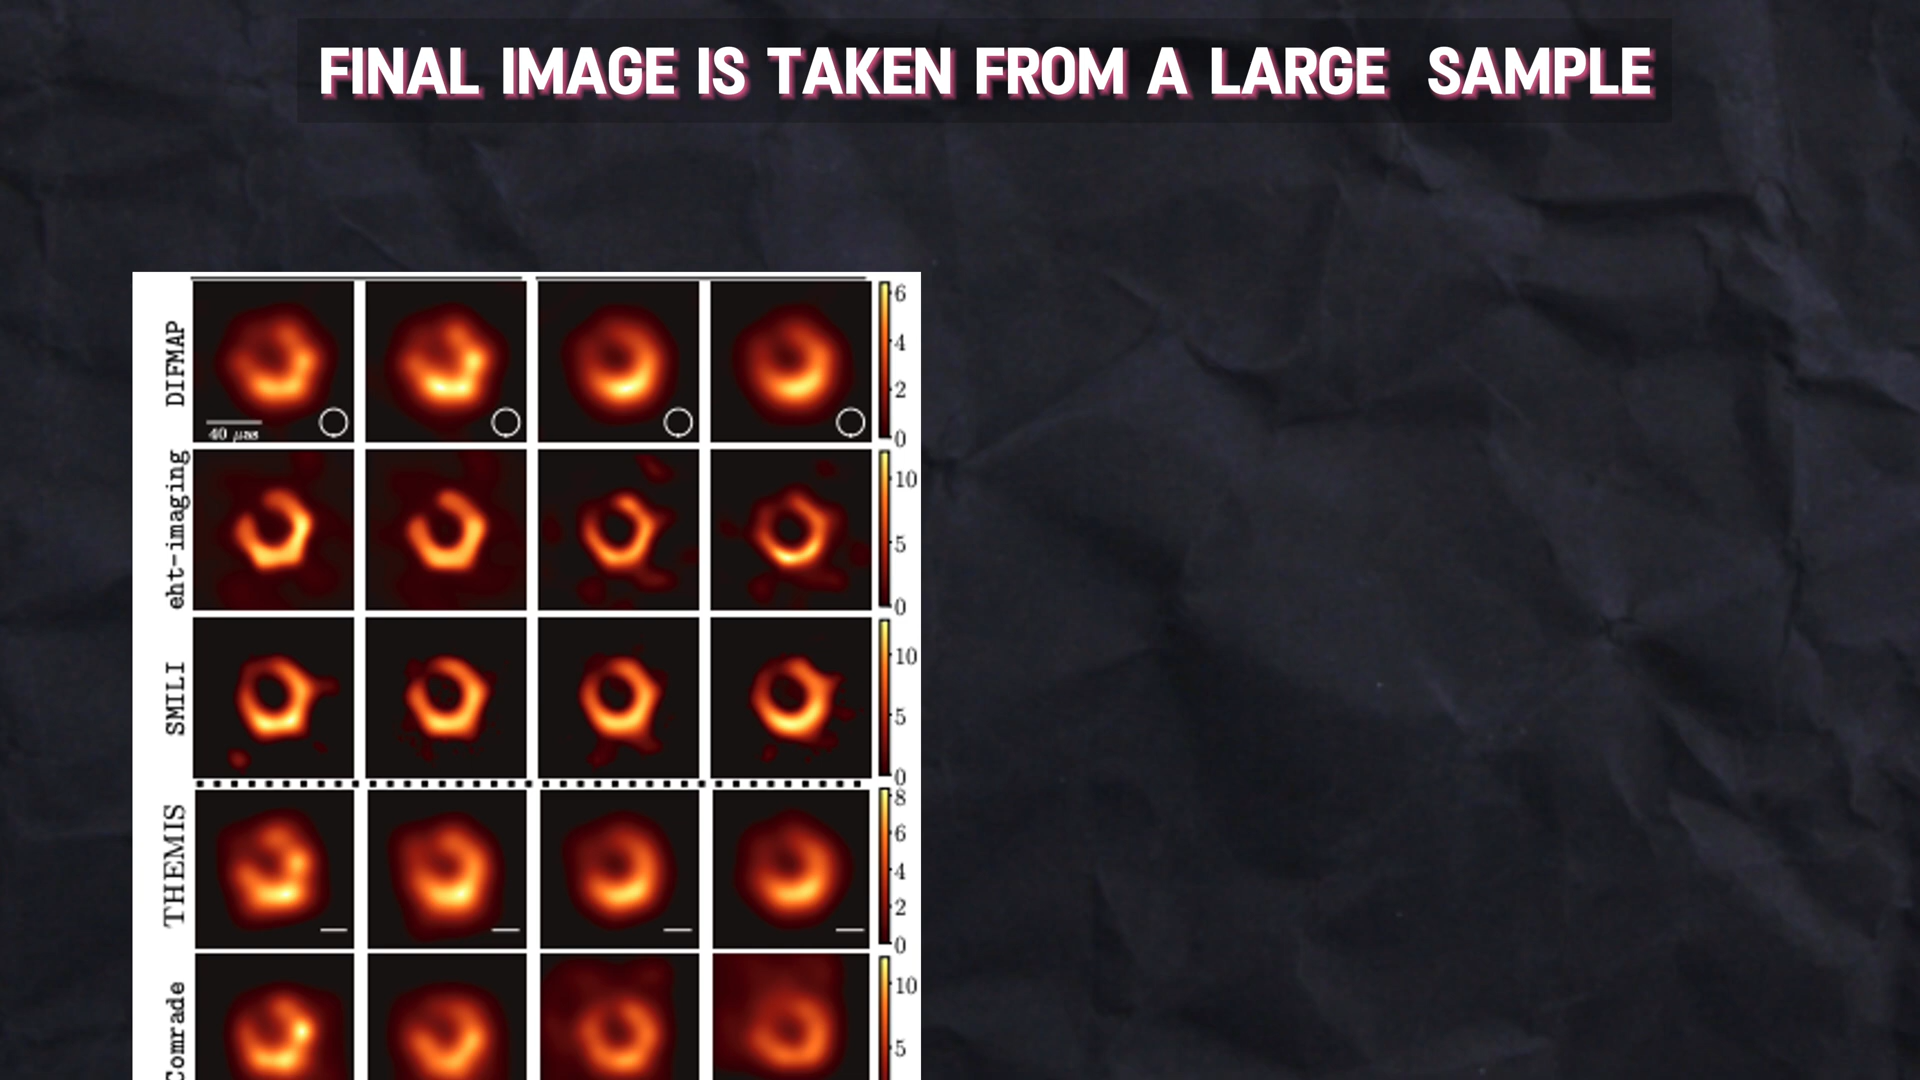 FINAL IMAGE IS TAKEN FROM A LARGE SAMPLE
DIFMAP
40 μas
6
4
2
0
eht-imaging
10
5
0
SMILI
10
5
0
THEMIS
8
6
4
2
0
Comrade
10
5